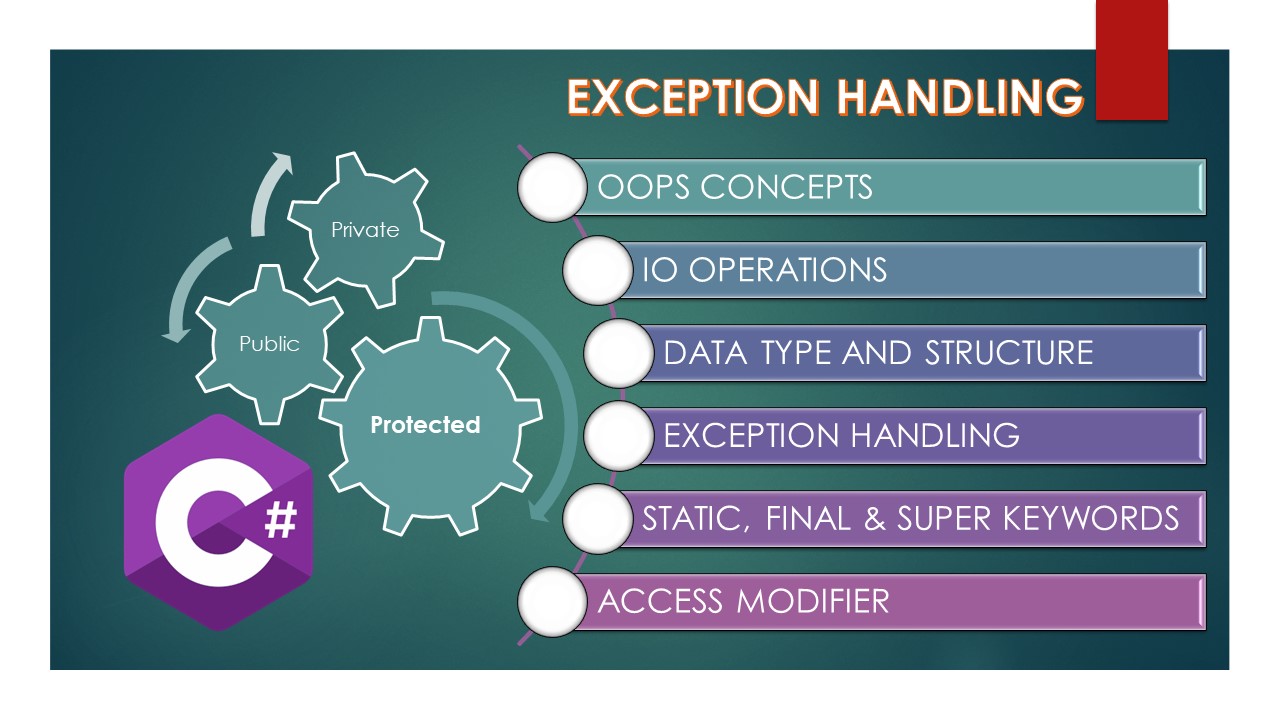 EXCEPTION HANDLING
Private
Public
Protected
C#
OOPS CONCEPTS
IO OPERATIONS
DATA TYPE AND STRUCTURE
EXCEPTION HANDLING
STATIC, FINAL & SUPER KEYWORDS
ACCESS MODIFIER